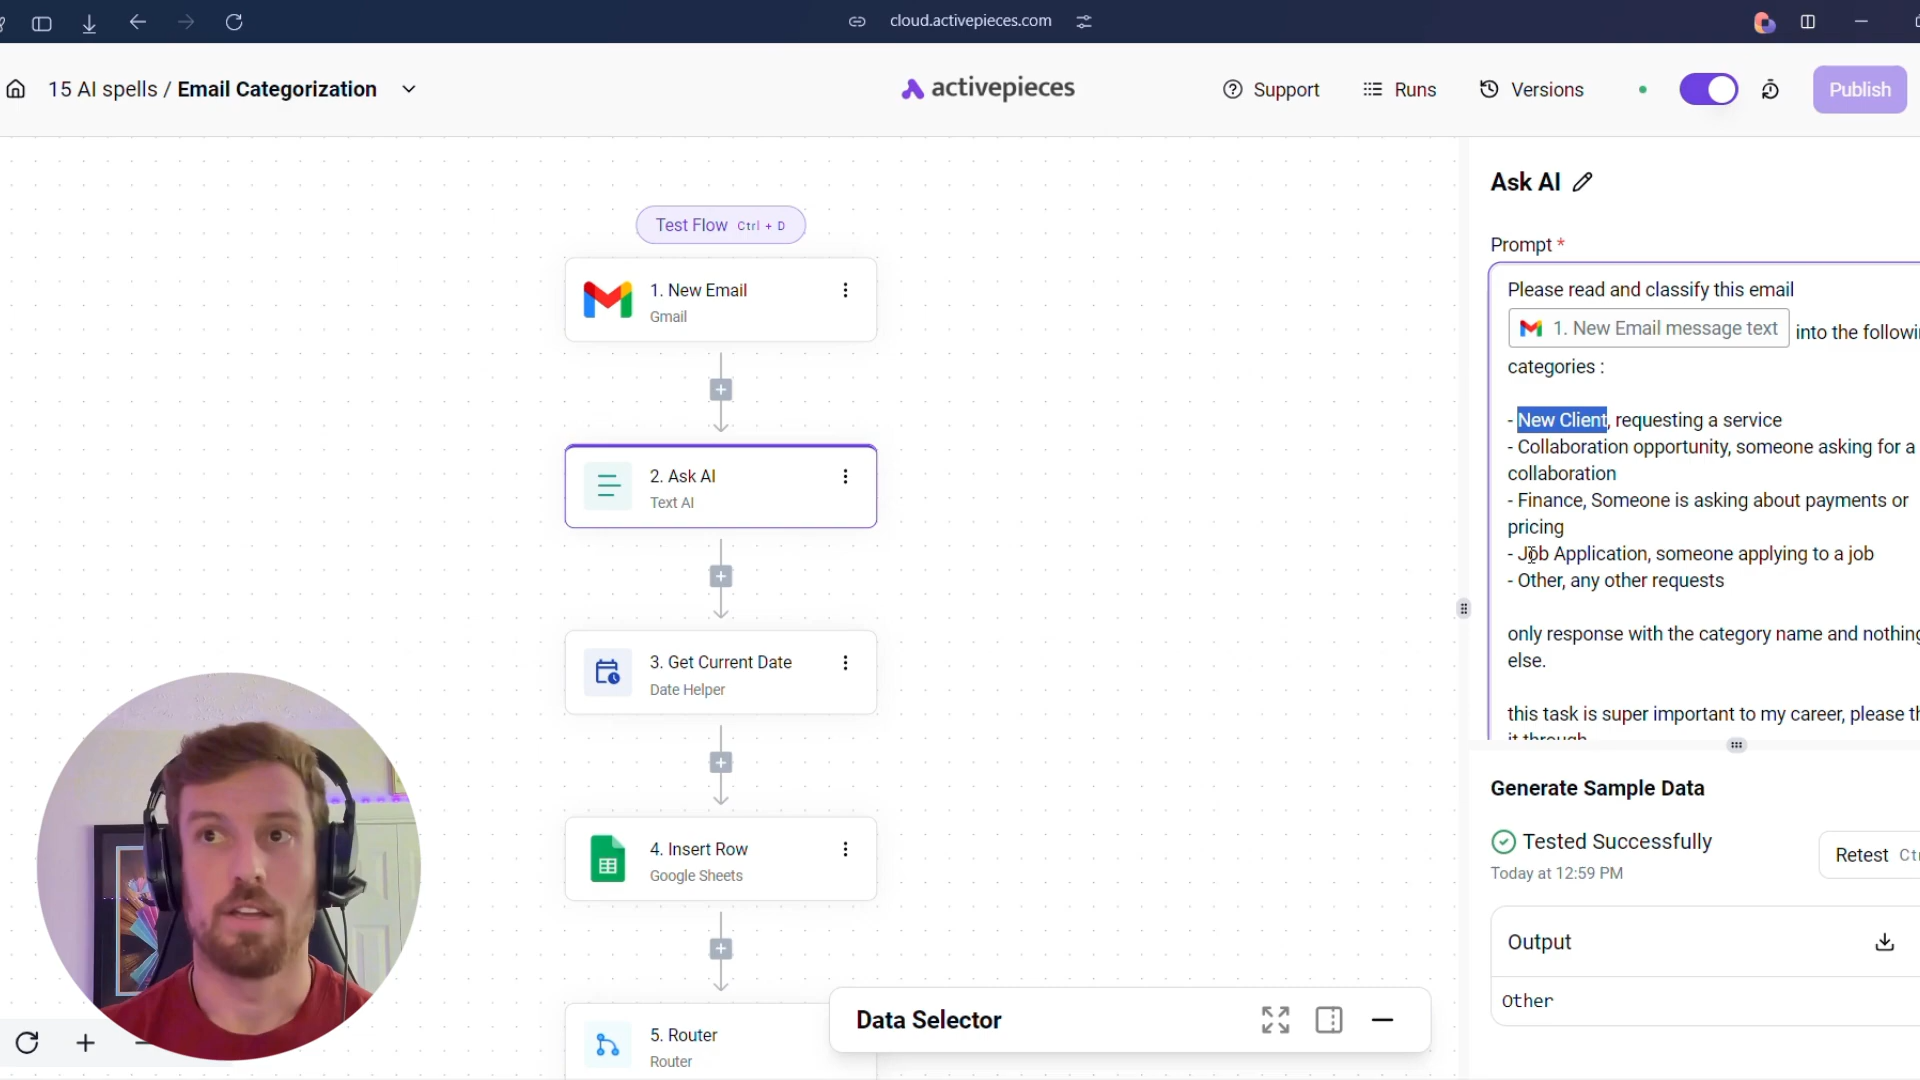 cloud.activepieces.com
15 AI spells / Email Categorization
activepieces
Support
Runs
Versions
Publish
Test Flow Ctrl + D
1. New Email
Gmail
2. Ask AI
Text AI
3. Get Current Date
Date Helper
4. Insert Row
Google Sheets
5. Router
Router
Data Selector
Ask AI
Prompt *
Please read and classify this email
1. New Email message text into the followi
categories :
- New Client, requesting a service
- Collaboration opportunity, someone asking for a
collaboration
- Finance, Someone is asking about payments or
pricing
- Job Application, someone applying to a job
- Other, any other requests
only response with the category name and nothing
else.
this task is super important to my career, please th
it through
Generate Sample Data
Tested Successfully
Today at 12:59 PM
Retest Ct
Output
Other